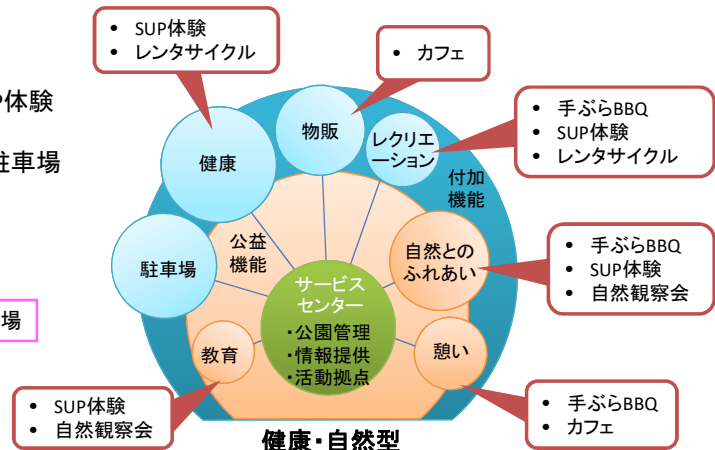 • SUP体験
• レンタサイクル
• カフェ
• 手ぶらBBQ
• SUP体験
• レンタサイクル
体験
駐車場
場
健康
物販
レクリエ
ーション
付加
機能
公益
機能
駐車場
自然との
ふれあい
サービス
センター
・公園管理
・情報提供
・活動拠点
教育
憩い
• 手ぶらBBQ
• SUP体験
• 自然観察会
• SUP体験
• 自然観察会
• 手ぶらBBQ
• カフェ
健康・自然型